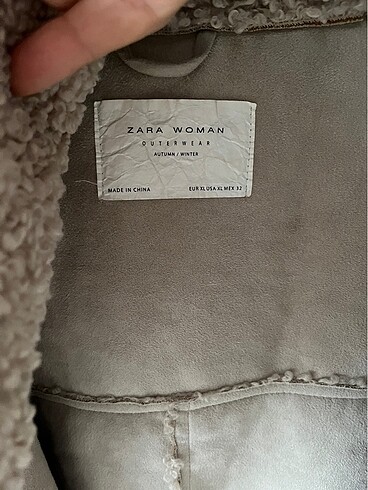 ZARA WOMAN
OUTERWEAR
AUTUMN / WINTER
MADE IN CHINA EUR XL USA XL MEX 32